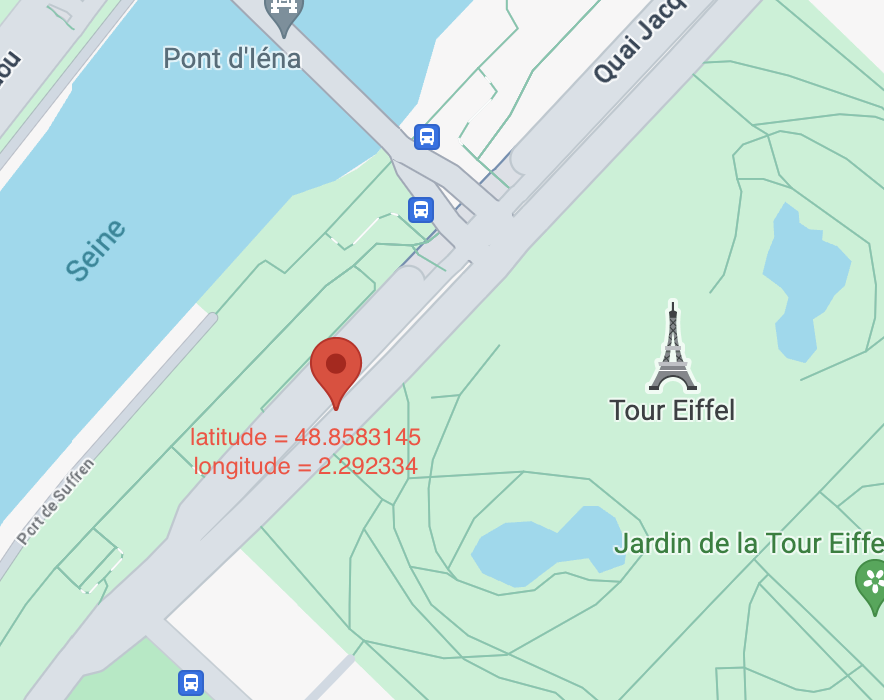 ou
Pont d'Iéna
Quai Jacq
Seine
Tour Eiffel
latitude = 48.8583145
longitude = 2.292334
Port de Suffren
Jardin de la Tour Eiffe